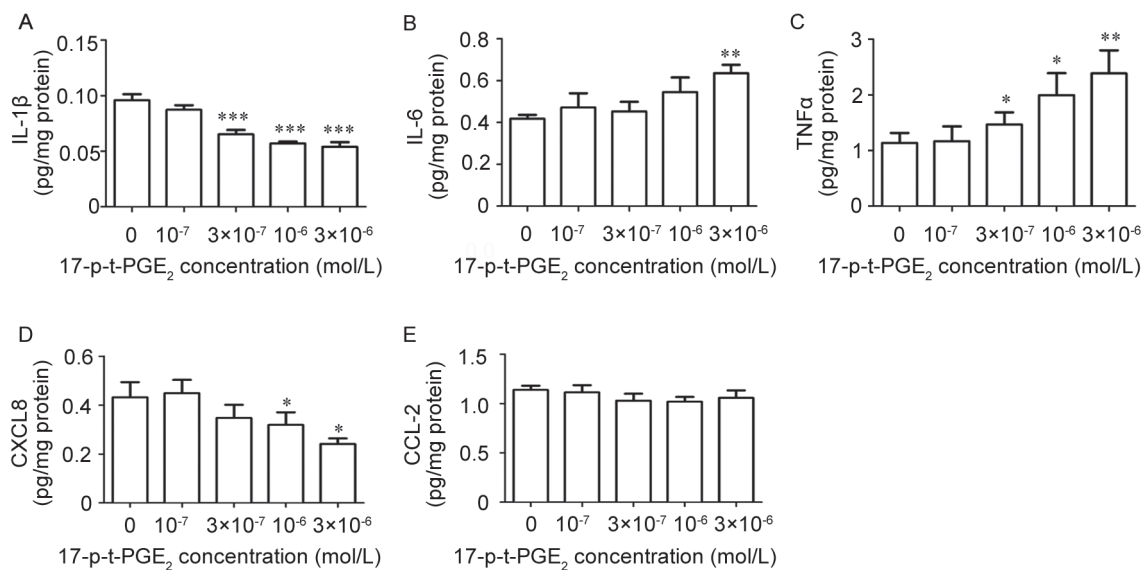 A
IL-1β
(pg/mg protein)
0.15
0.10
0.05
0
***
***
***
0 10⁻⁷ 3×10⁻⁷ 10⁻⁶ 3×10⁻⁶
17-p-t-PGE₂ concentration (mol/L)
B
IL-6
(pg/mg protein)
0.8
0.6
0.4
0.2
0
**
0 10⁻⁷ 3×10⁻⁷ 10⁻⁶ 3×10⁻⁶
17-p-t-PGE₂ concentration (mol/L)
C
TNFα
(pg/mg protein)
3
2
1
0
*
*
**
0 10⁻⁷ 3×10⁻⁷ 10⁻⁶ 3×10⁻⁶
17-p-t-PGE₂ concentration (mol/L)
D
CXCL8
(pg/mg protein)
0.6
0.4
0.2
0
*
*
0 10⁻⁷ 3×10⁻⁷ 10⁻⁶ 3×10⁻⁶
17-p-t-PGE₂ concentration (mol/L)
E
CCL-2
(pg/mg protein)
1.5
1.0
0.5
0
0 10⁻⁷ 3×10⁻⁷ 10⁻⁶ 3×10⁻⁶
17-p-t-PGE₂ concentration (mol/L)